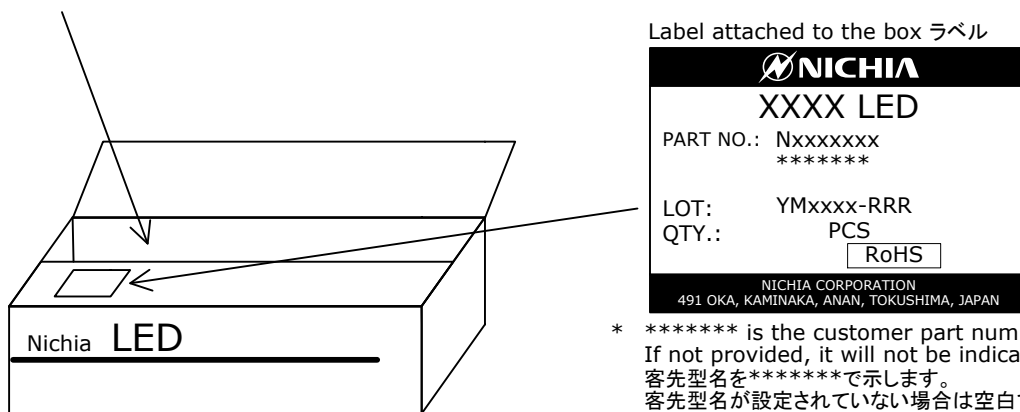 Label attached to the box ラベル
NICHIA
XXXX LED
PART NO.: Nxxxxxxx
*******
LOT: YMxxxx-RRR
QTY.: PCS
RoHS
NICHIA CORPORATION
491 OKA, KAMINAKA, ANAN, TOKUSHIMA, JAPAN
Nichia LED
* ******* is the customer part num
If not provided, it will not be indica
客先型名を*******で示します。
客先型名が設定されていない場合は空白